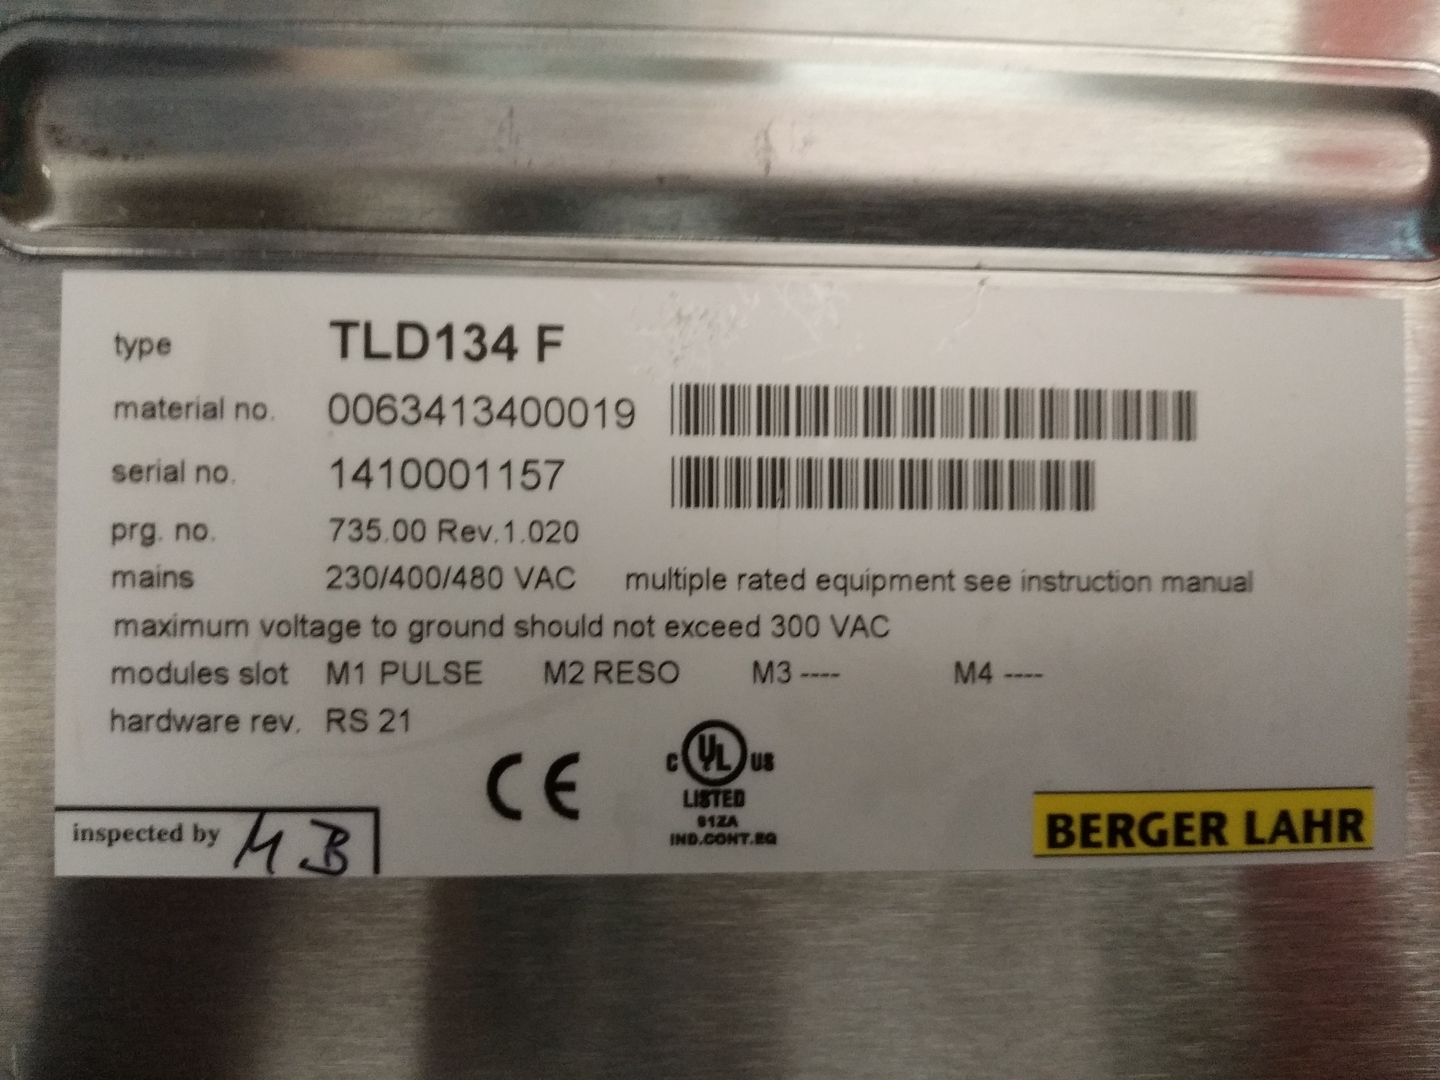 type TLD134 F
material no. 0063413400019
serial no. 1410001157
prg. no. 735.00 Rev.1.020
mains 230/400/480 VAC multiple rated equipment see instruction manual
maximum voltage to ground should not exceed 300 VAC
modules slot M1 PULSE M2 RESO M3 ---- M4 ----
hardware rev. RS 21
CE
C UL US
LISTED
91ZA
IND.CONT.EQ
inspected by MB
BERGER LAHR